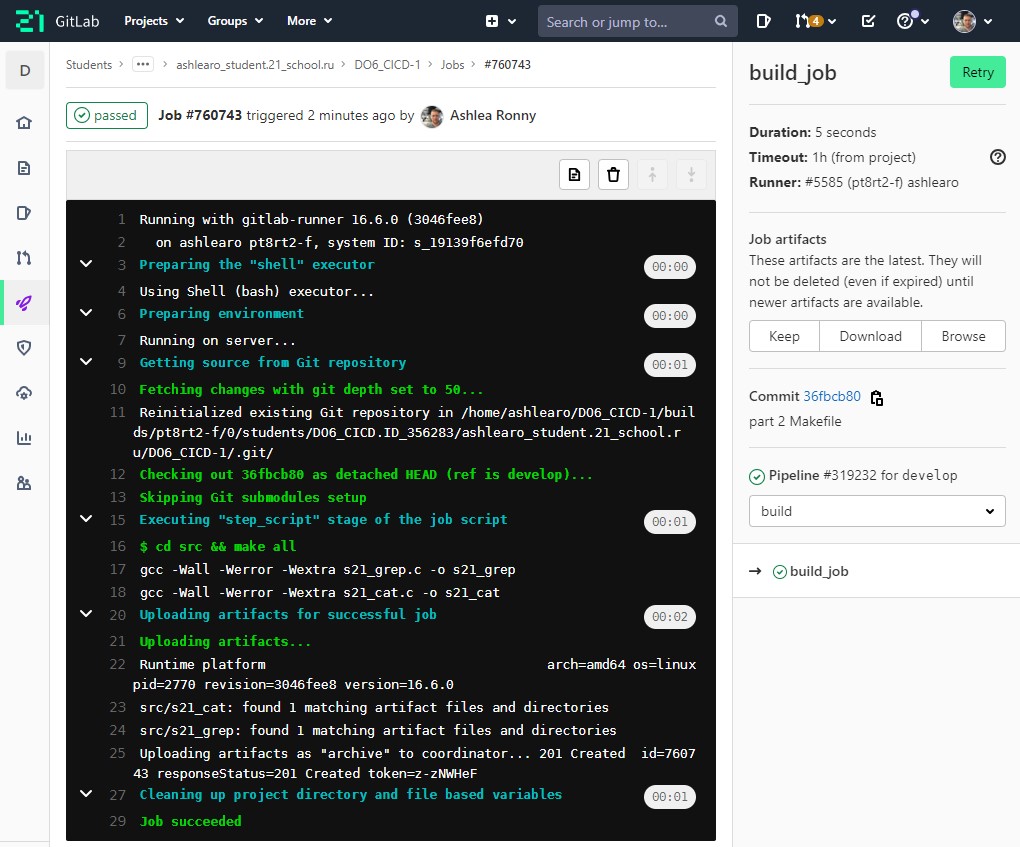 GitLab Projects Groups More Search or jump to... 4
D
Students > ... > ashlearo_student.21_school.ru > DO6_CICD-1 > Jobs > #760743
passed Job #760743 triggered 2 minutes ago by Ashlea Ronny
1 Running with gitlab-runner 16.6.0 (3046fee8)
2 on ashlearo pt8rt2-f, system ID: s_19139f6efd70
3 Preparing the "shell" executor 00:00
4 Using Shell (bash) executor...
6 Preparing environment 00:00
7 Running on server...
9 Getting source from Git repository 00:01
10 Fetching changes with git depth set to 50...
11 Reinitialized existing Git repository in /home/ashlearo/DO6_CICD-1/buil
ds/pt8rt2-f/0/students/DO6_CICD.ID_356283/ashlearo_student.21_school.r
u/DO6_CICD-1/.git/
12 Checking out 36fbcb80 as detached HEAD (ref is develop)...
13 Skipping Git submodules setup
15 Executing "step_script" stage of the job script 00:01
16 $ cd src && make all
17 gcc -Wall -Werror -Wextra s21_grep.c -o s21_grep
18 gcc -Wall -Werror -Wextra s21_cat.c -o s21_cat
20 Uploading artifacts for successful job 00:02
21 Uploading artifacts...
22 Runtime platform arch=amd64 os=linux
pid=2770 revision=3046fee8 version=16.6.0
23 src/s21_cat: found 1 matching artifact files and directories
24 src/s21_grep: found 1 matching artifact files and directories
25 Uploading artifacts as "archive" to coordinator... 201 Created id=7607
43 responseStatus=201 Created token=z-zNWHeF
27 Cleaning up project directory and file based variables 00:01
29 Job succeeded
build_job Retry
Duration: 5 seconds
Timeout: 1h (from project)
Runner: #5585 (pt8rt2-f) ashlearo
Job artifacts
These artifacts are the latest. They will
not be deleted (even if expired) until
newer artifacts are available.
Keep Download Browse
Commit 36fbcb80
part 2 Makefile
Pipeline #319232 for develop
build
→ build_job